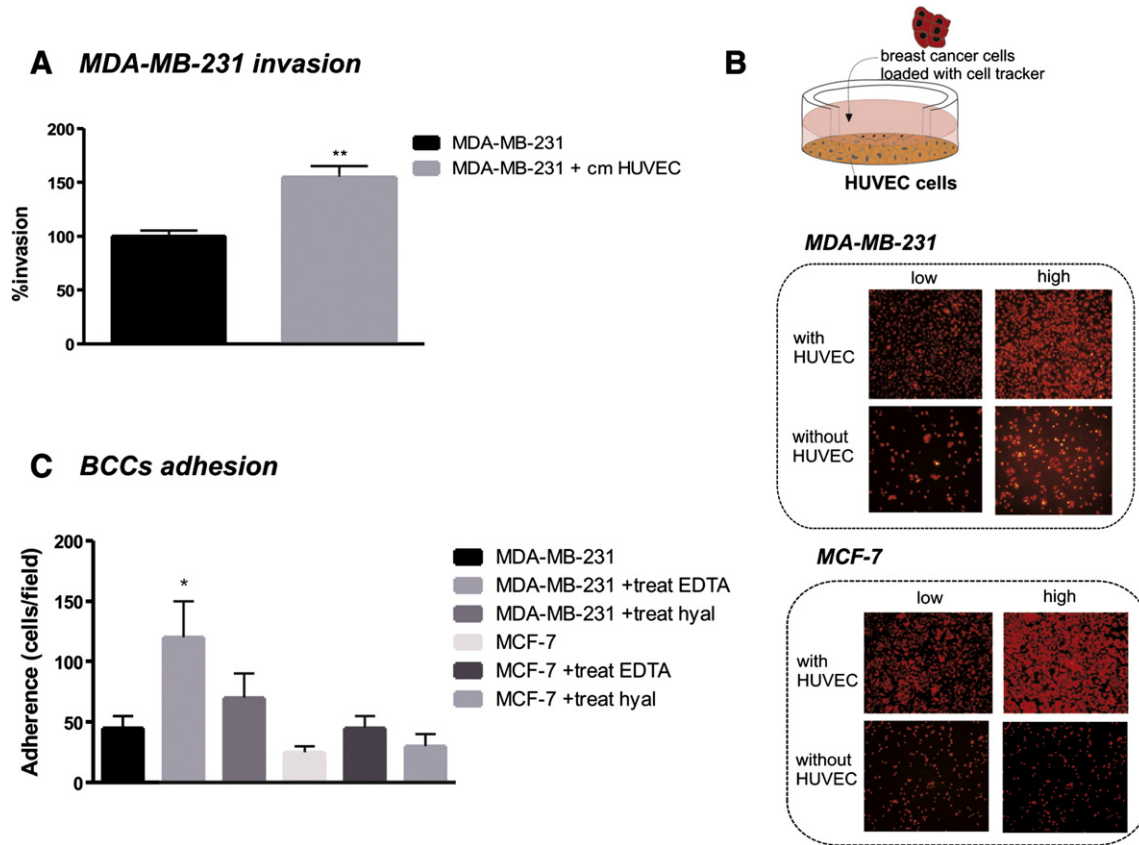 A MDA-MB-231 invasion
200
150
100
50
0
%invasion
**
MDA-MB-231
MDA-MB-231 + cm HUVEC
B
breast cancer cells
loaded with cell tracker
HUVEC cells
MDA-MB-231
low high
with
HUVEC
without
HUVEC
C BCCs adhesion
200
150
100
50
0
Adherence (cells/field)
*
MDA-MB-231
MDA-MB-231 +treat EDTA
MDA-MB-231 +treat hyal
MCF-7
MCF-7 +treat EDTA
MCF-7 +treat hyal
MCF-7
low high
with
HUVEC
without
HUVEC